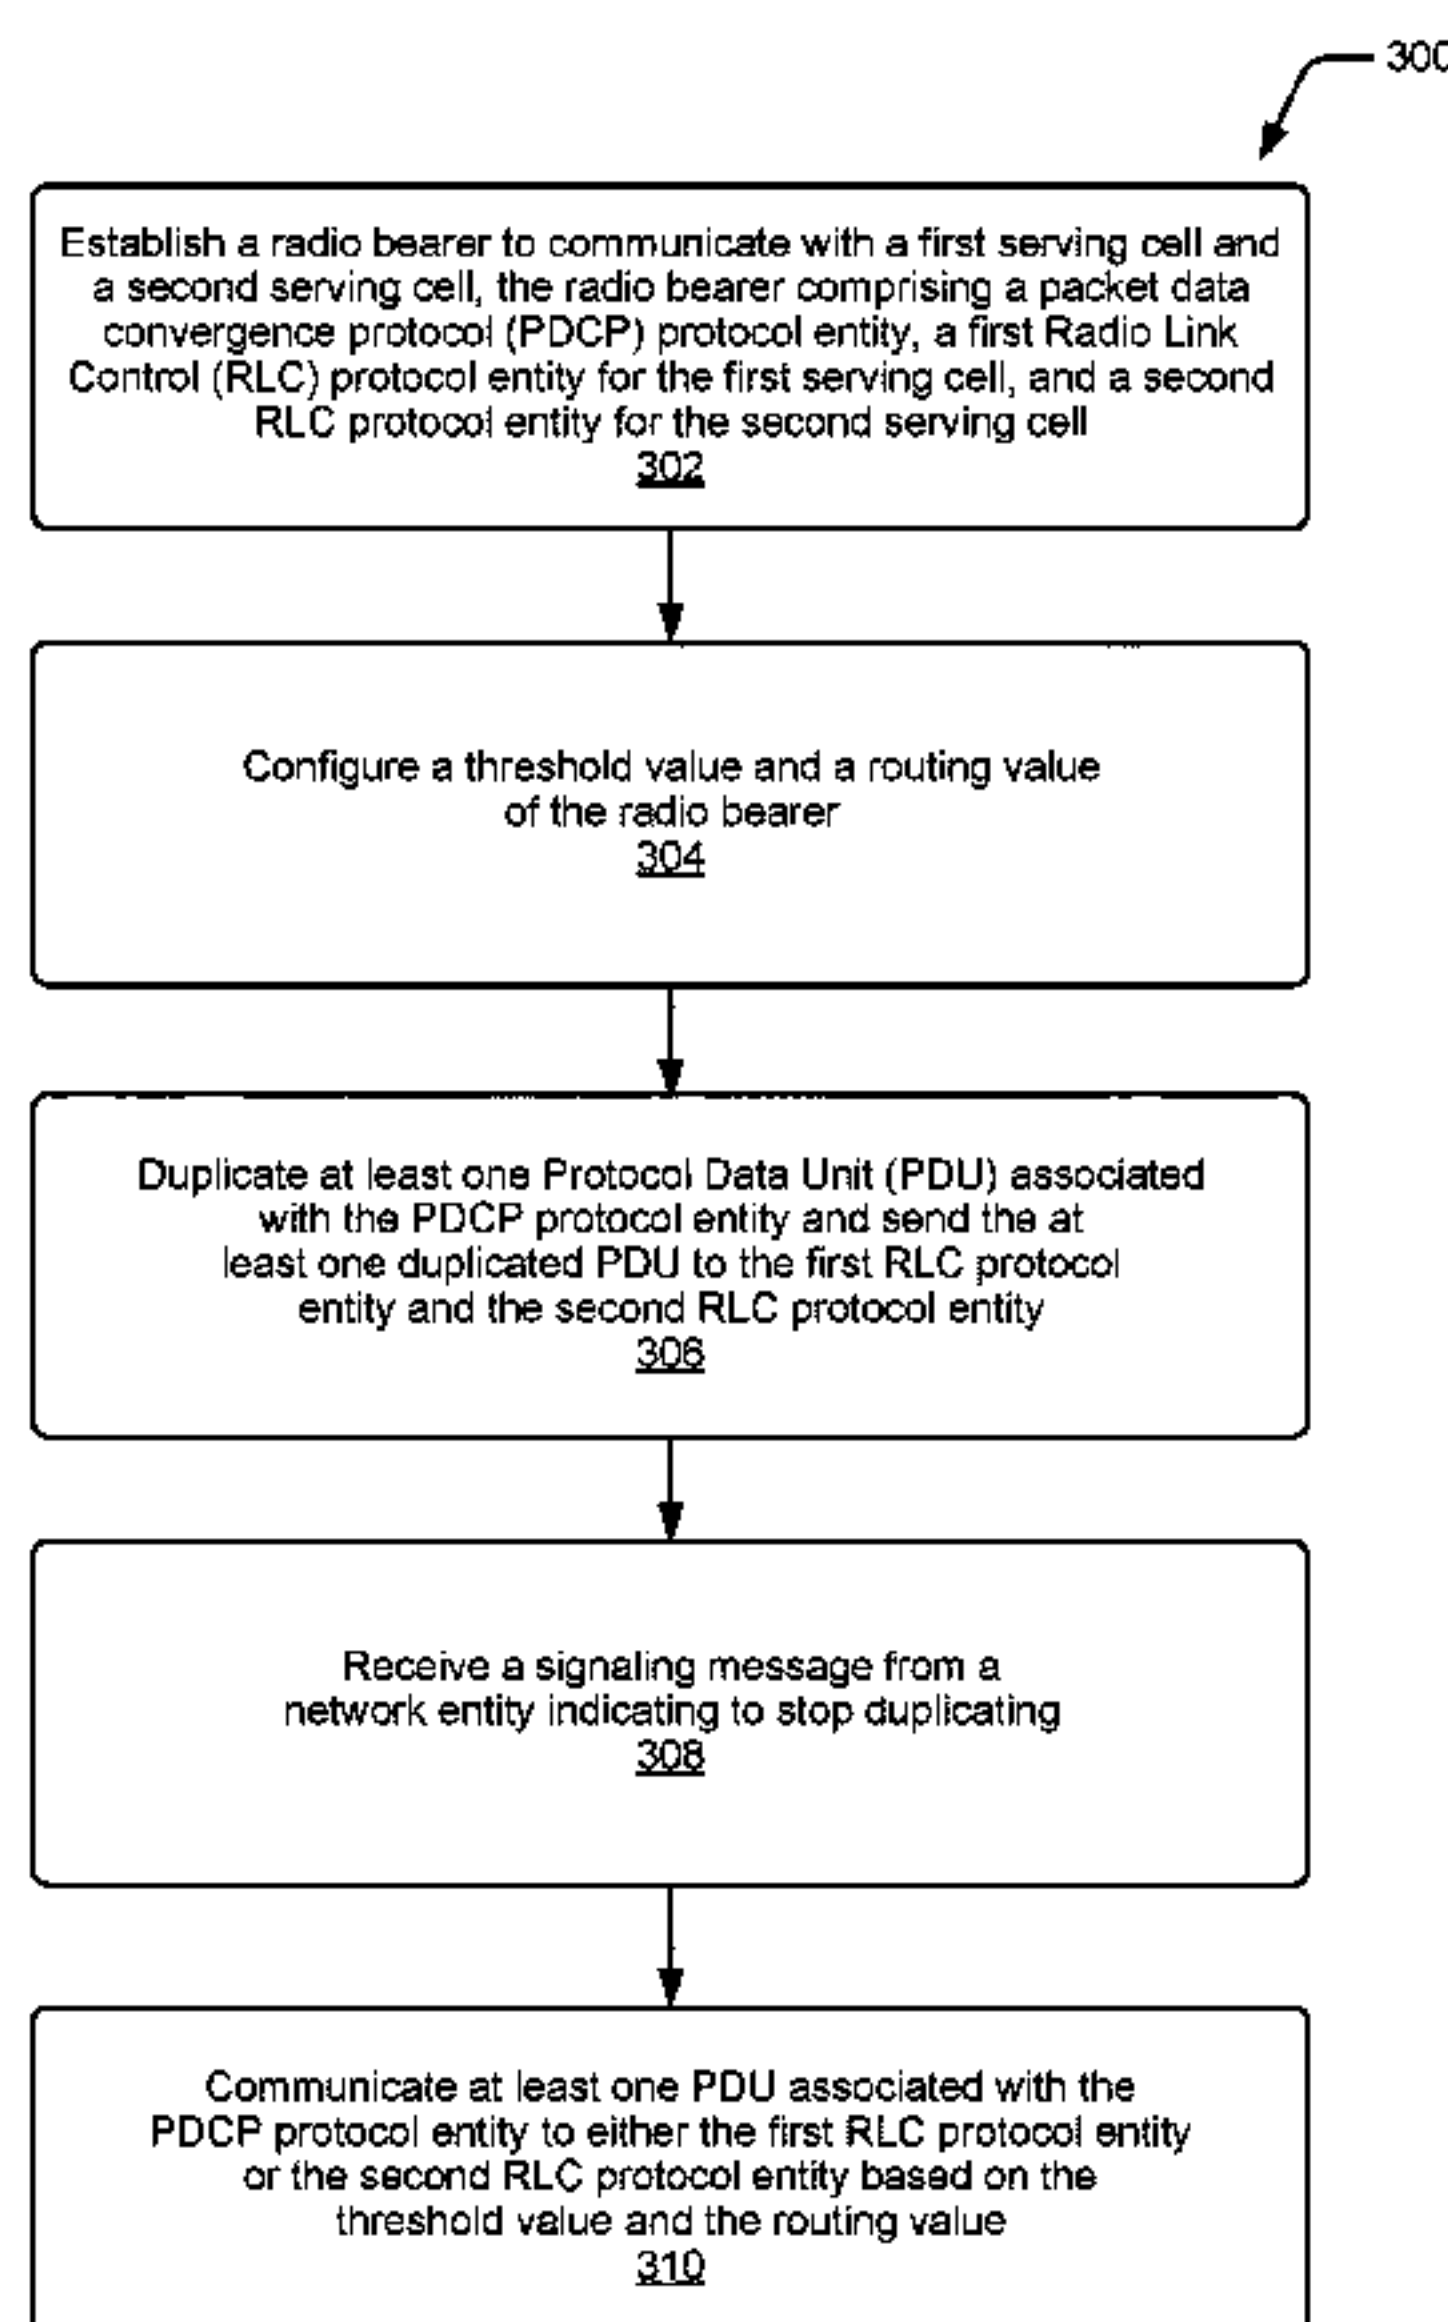 300
Establish a radio bearer to communicate with a first serving cell and
a second serving cell, the radio bearer comprising a packet data
convergence protocol (PDCP) protocol entity, a first Radio Link
Control (RLC) protocol entity for the first serving cell, and a second
RLC protocol entity for the second serving cell
302
Configure a threshold value and a routing value
of the radio bearer
304
Duplicate at least one Protocol Data Unit (PDU) associated
with the PDCP protocol entity and send the at
least one duplicated PDU to the first RLC protocol
entity and the second RLC protocol entity
306
Receive a signaling message from a
network entity indicating to stop duplicating
308
Communicate at least one PDU associated with the
PDCP protocol entity to either the first RLC protocol entity
or the second RLC protocol entity based on the
threshold value and the routing value
310